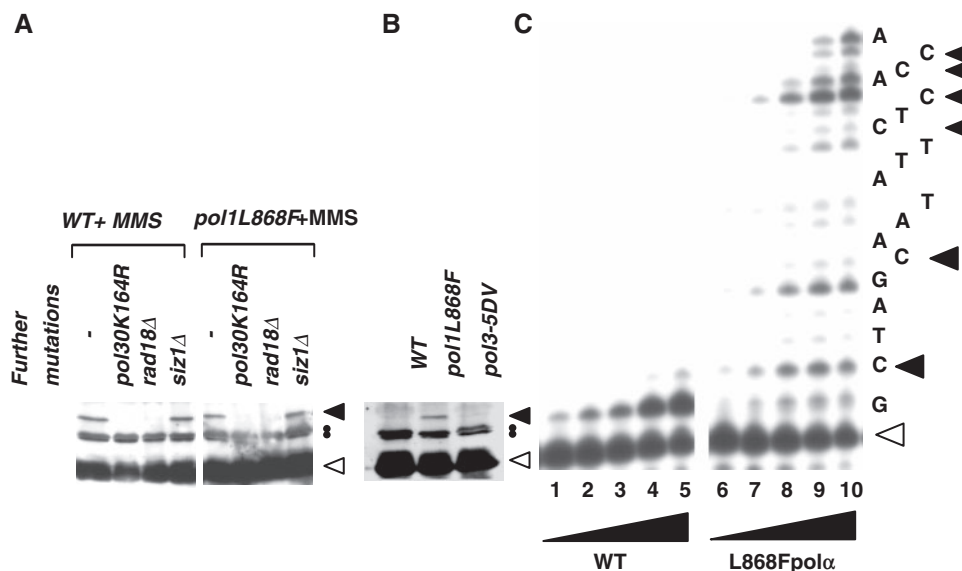 A
B
C
WT+ MMS
pol1L868F+MMS
Further
mutations
-
pol30K164R
rad18Δ
siz1Δ
-
pol30K164R
rad18Δ
siz1Δ
WT
pol1L868F
pol3-5DV
A
C
C
A
C
T
C
T
T
A
T
A
A
C
G
A
T
C
G
1 2 3 4 5 6 7 8 9 10
WT L868Fpolα